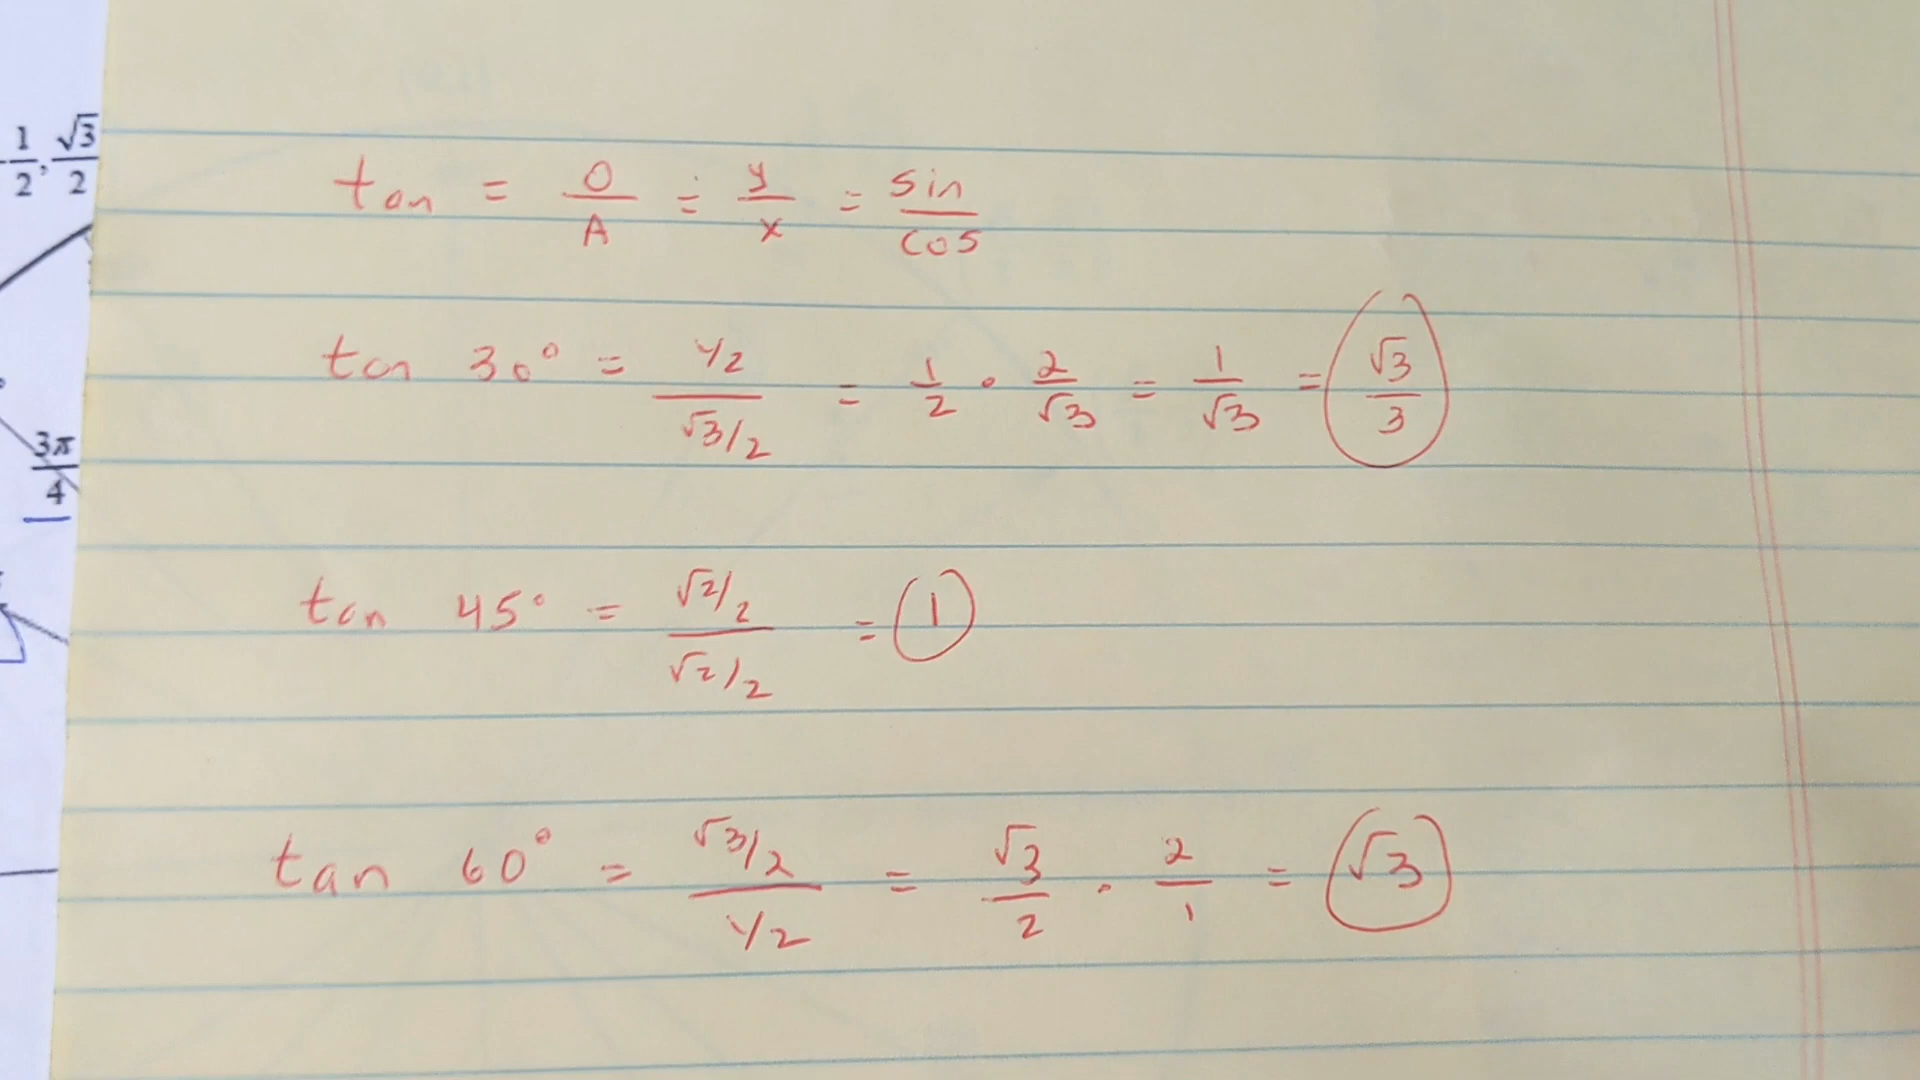 -1/2, √3/2
tan = O/A = y/x = sin/cos
tan 30° = (1/2)/(√3/2) = 1/2 · 2/√3 = 1/√3 = √3/3
3π/4
tan 45° = (√2/2)/(√2/2) = 1
tan 60° = (√3/2)/(1/2) = √3/2 · 2/1 = √3